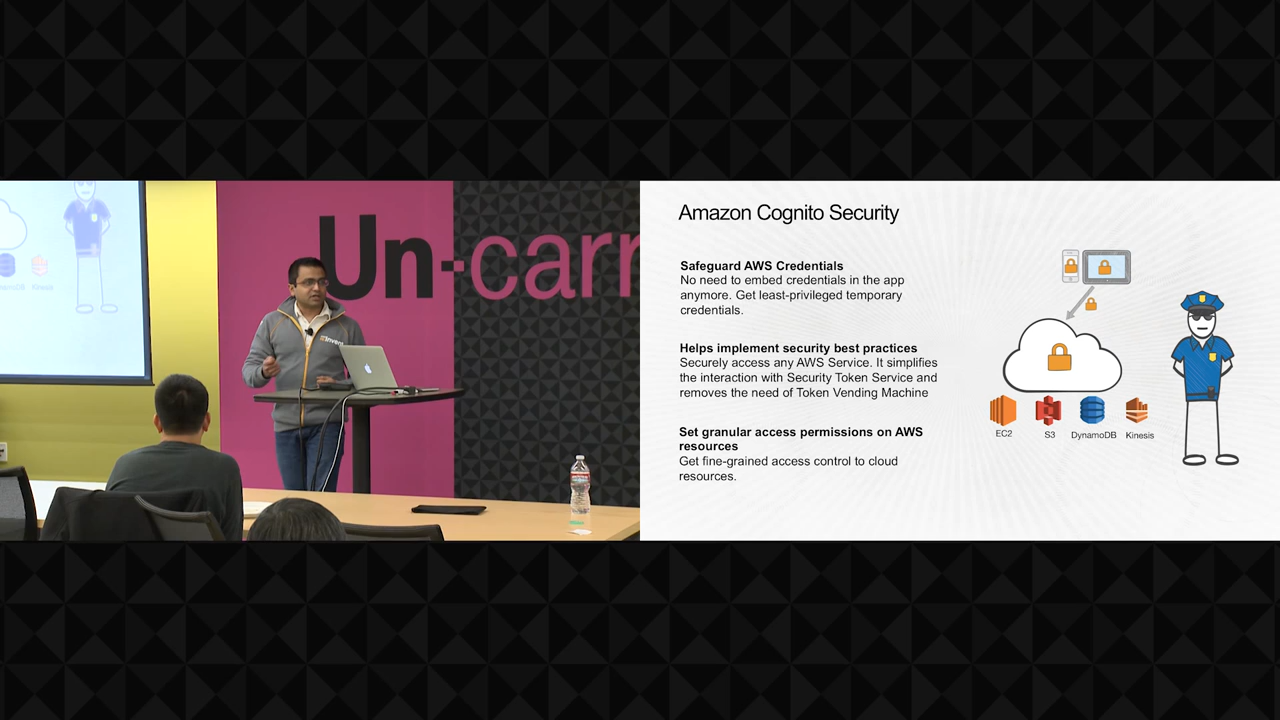 Un-carr
re:Invent
Amazon Cognito Security
Safeguard AWS Credentials
No need to embed credentials in the app
anymore. Get least-privileged temporary
credentials.
Helps implement security best practices
Securely access any AWS Service. It simplifies
the interaction with Security Token Service and
removes the need of Token Vending Machine
Set granular access permissions on AWS
resources
Get fine-grained access control to cloud
resources.
EC2
S3
DynamoDB
Kinesis